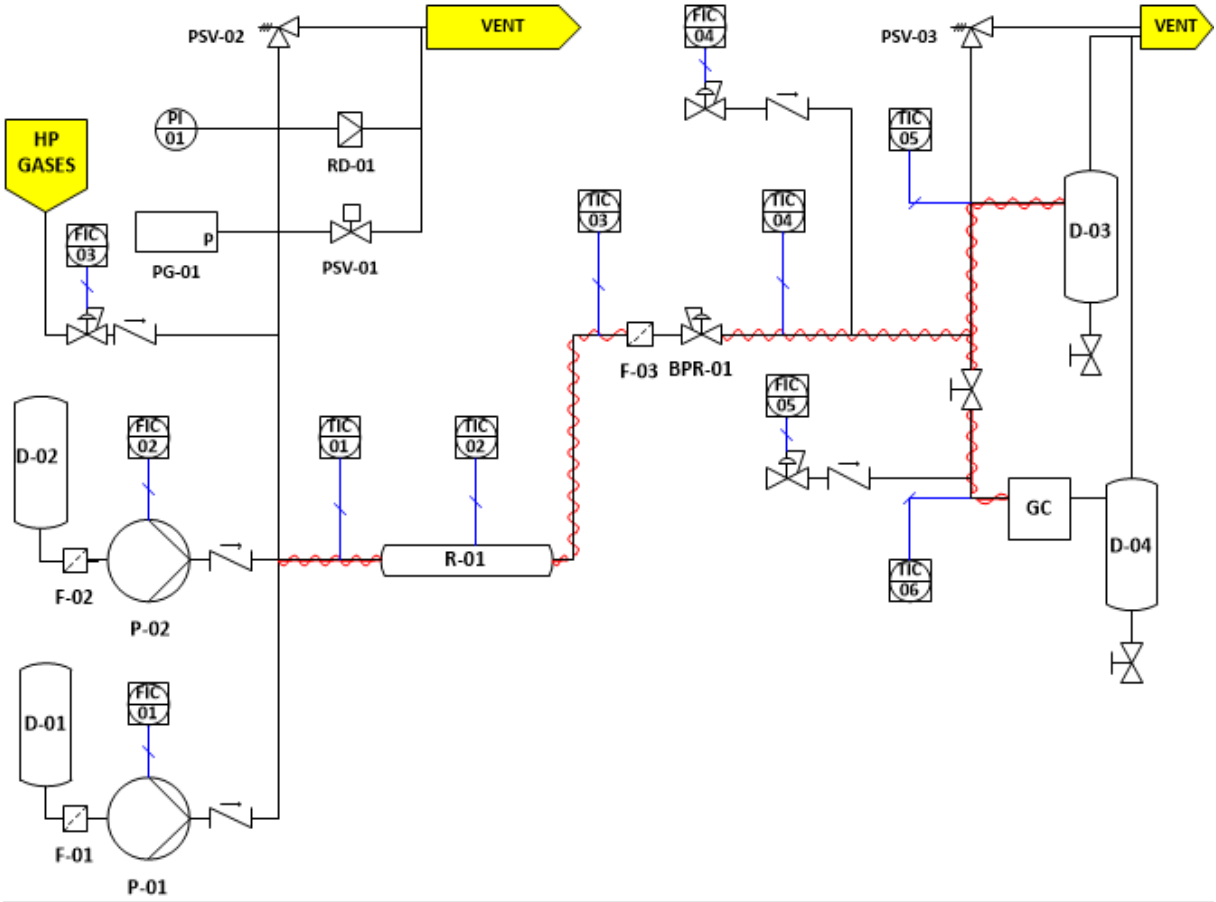 PSV-02
VENT
FIC
04
PSV-03
VENT
PI
01
RD-01
TIC
05
HP
GASES
TIC
03
TIC
04
D-03
FIC
03
P
PG-01
PSV-01
F-03
BPR-01
FIC
05
D-02
FIC
02
TIC
01
TIC
02
GC
D-04
R-01
TIC
06
F-02
P-02
D-01
FIC
01
F-01
P-01